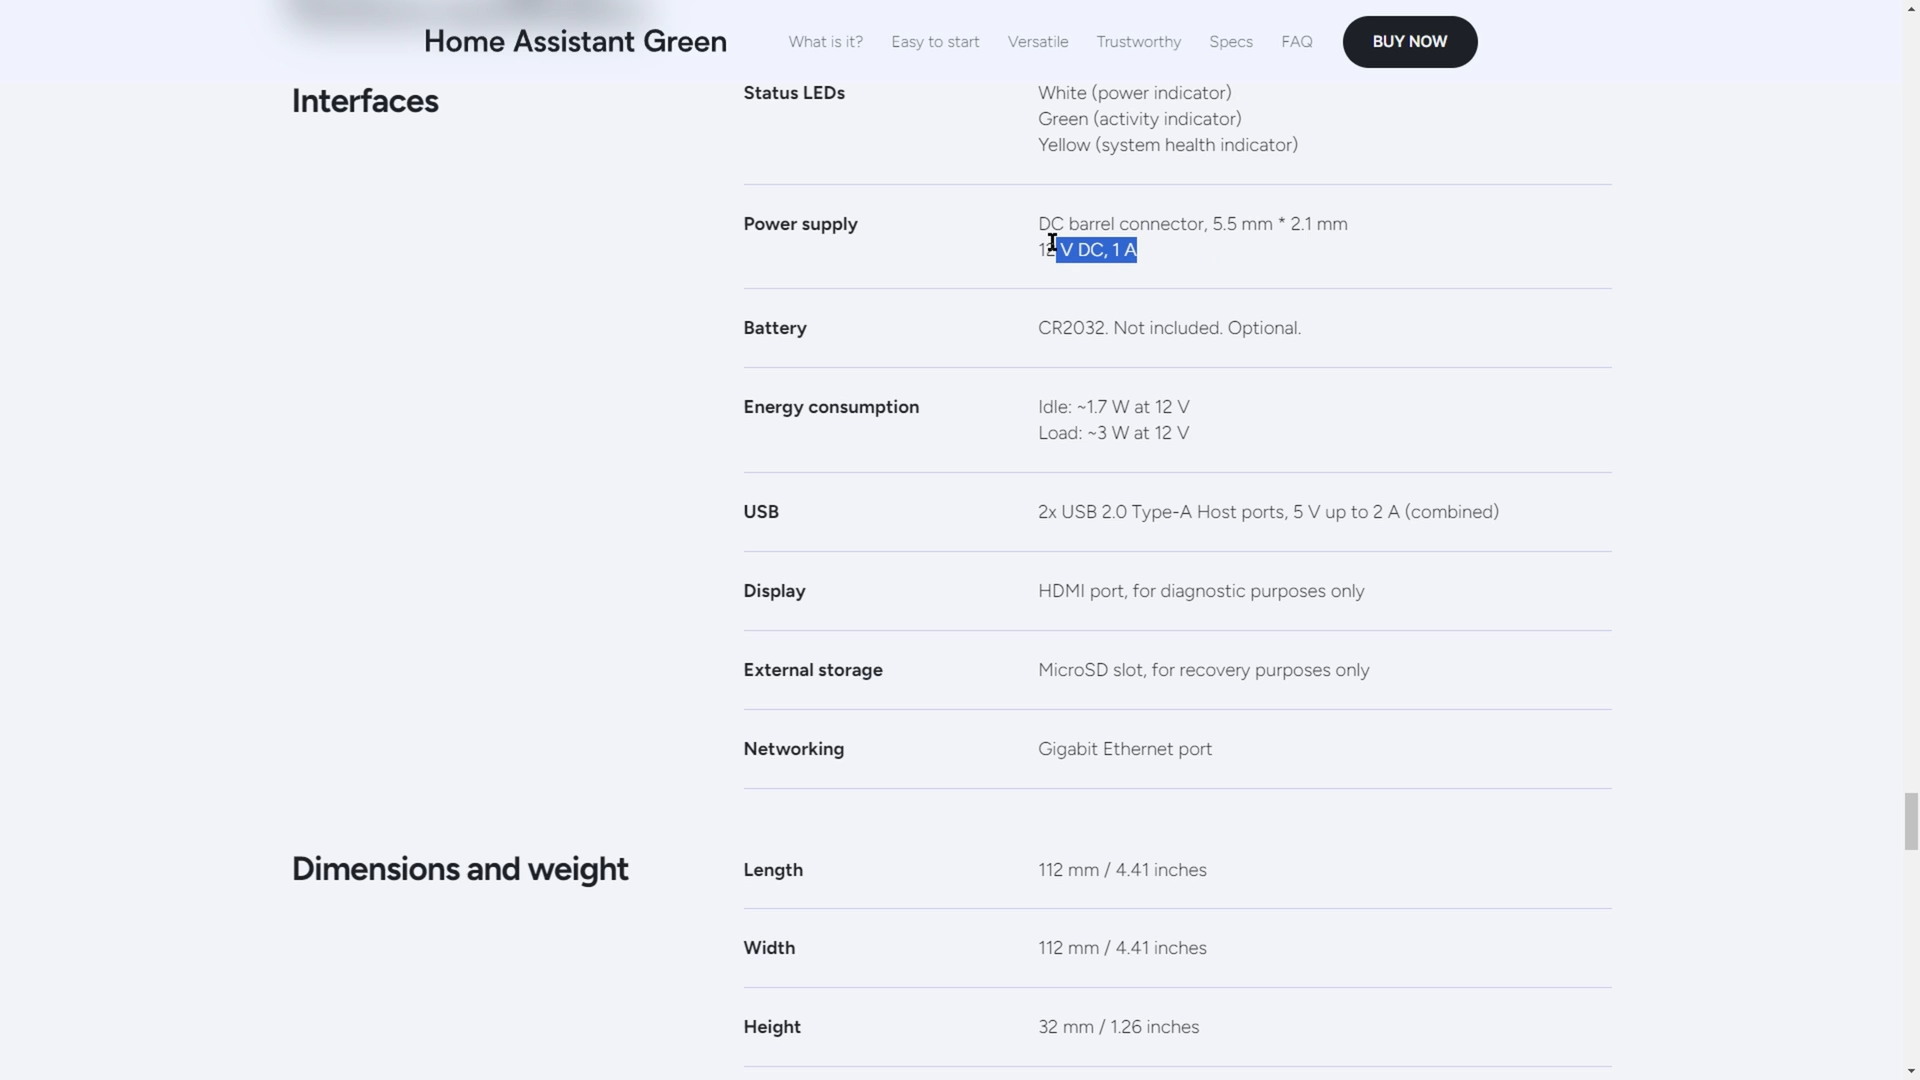 Home Assistant Green
What is it?
Easy to start
Versatile
Trustworthy
Specs
FAQ
BUY NOW
Interfaces
Status LEDs
White (power indicator)
Green (activity indicator)
Yellow (system health indicator)
Power supply
DC barrel connector, 5.5 mm * 2.1 mm
12 V DC, 1 A
Battery
CR2032. Not included. Optional.
Energy consumption
Idle: ~1.7 W at 12 V
Load: ~3 W at 12 V
USB
2x USB 2.0 Type-A Host ports, 5 V up to 2 A (combined)
Display
HDMI port, for diagnostic purposes only
External storage
MicroSD slot, for recovery purposes only
Networking
Gigabit Ethernet port
Dimensions and weight
Length
112 mm / 4.41 inches
Width
112 mm / 4.41 inches
Height
32 mm / 1.26 inches